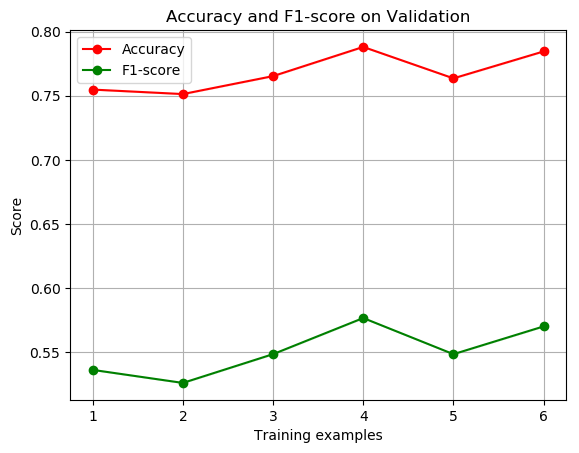 Accuracy and F1-score on Validation
Accuracy
F1-score
0.80
0.75
0.70
0.65
0.60
0.55
Score
1 2 3 4 5 6
Training examples